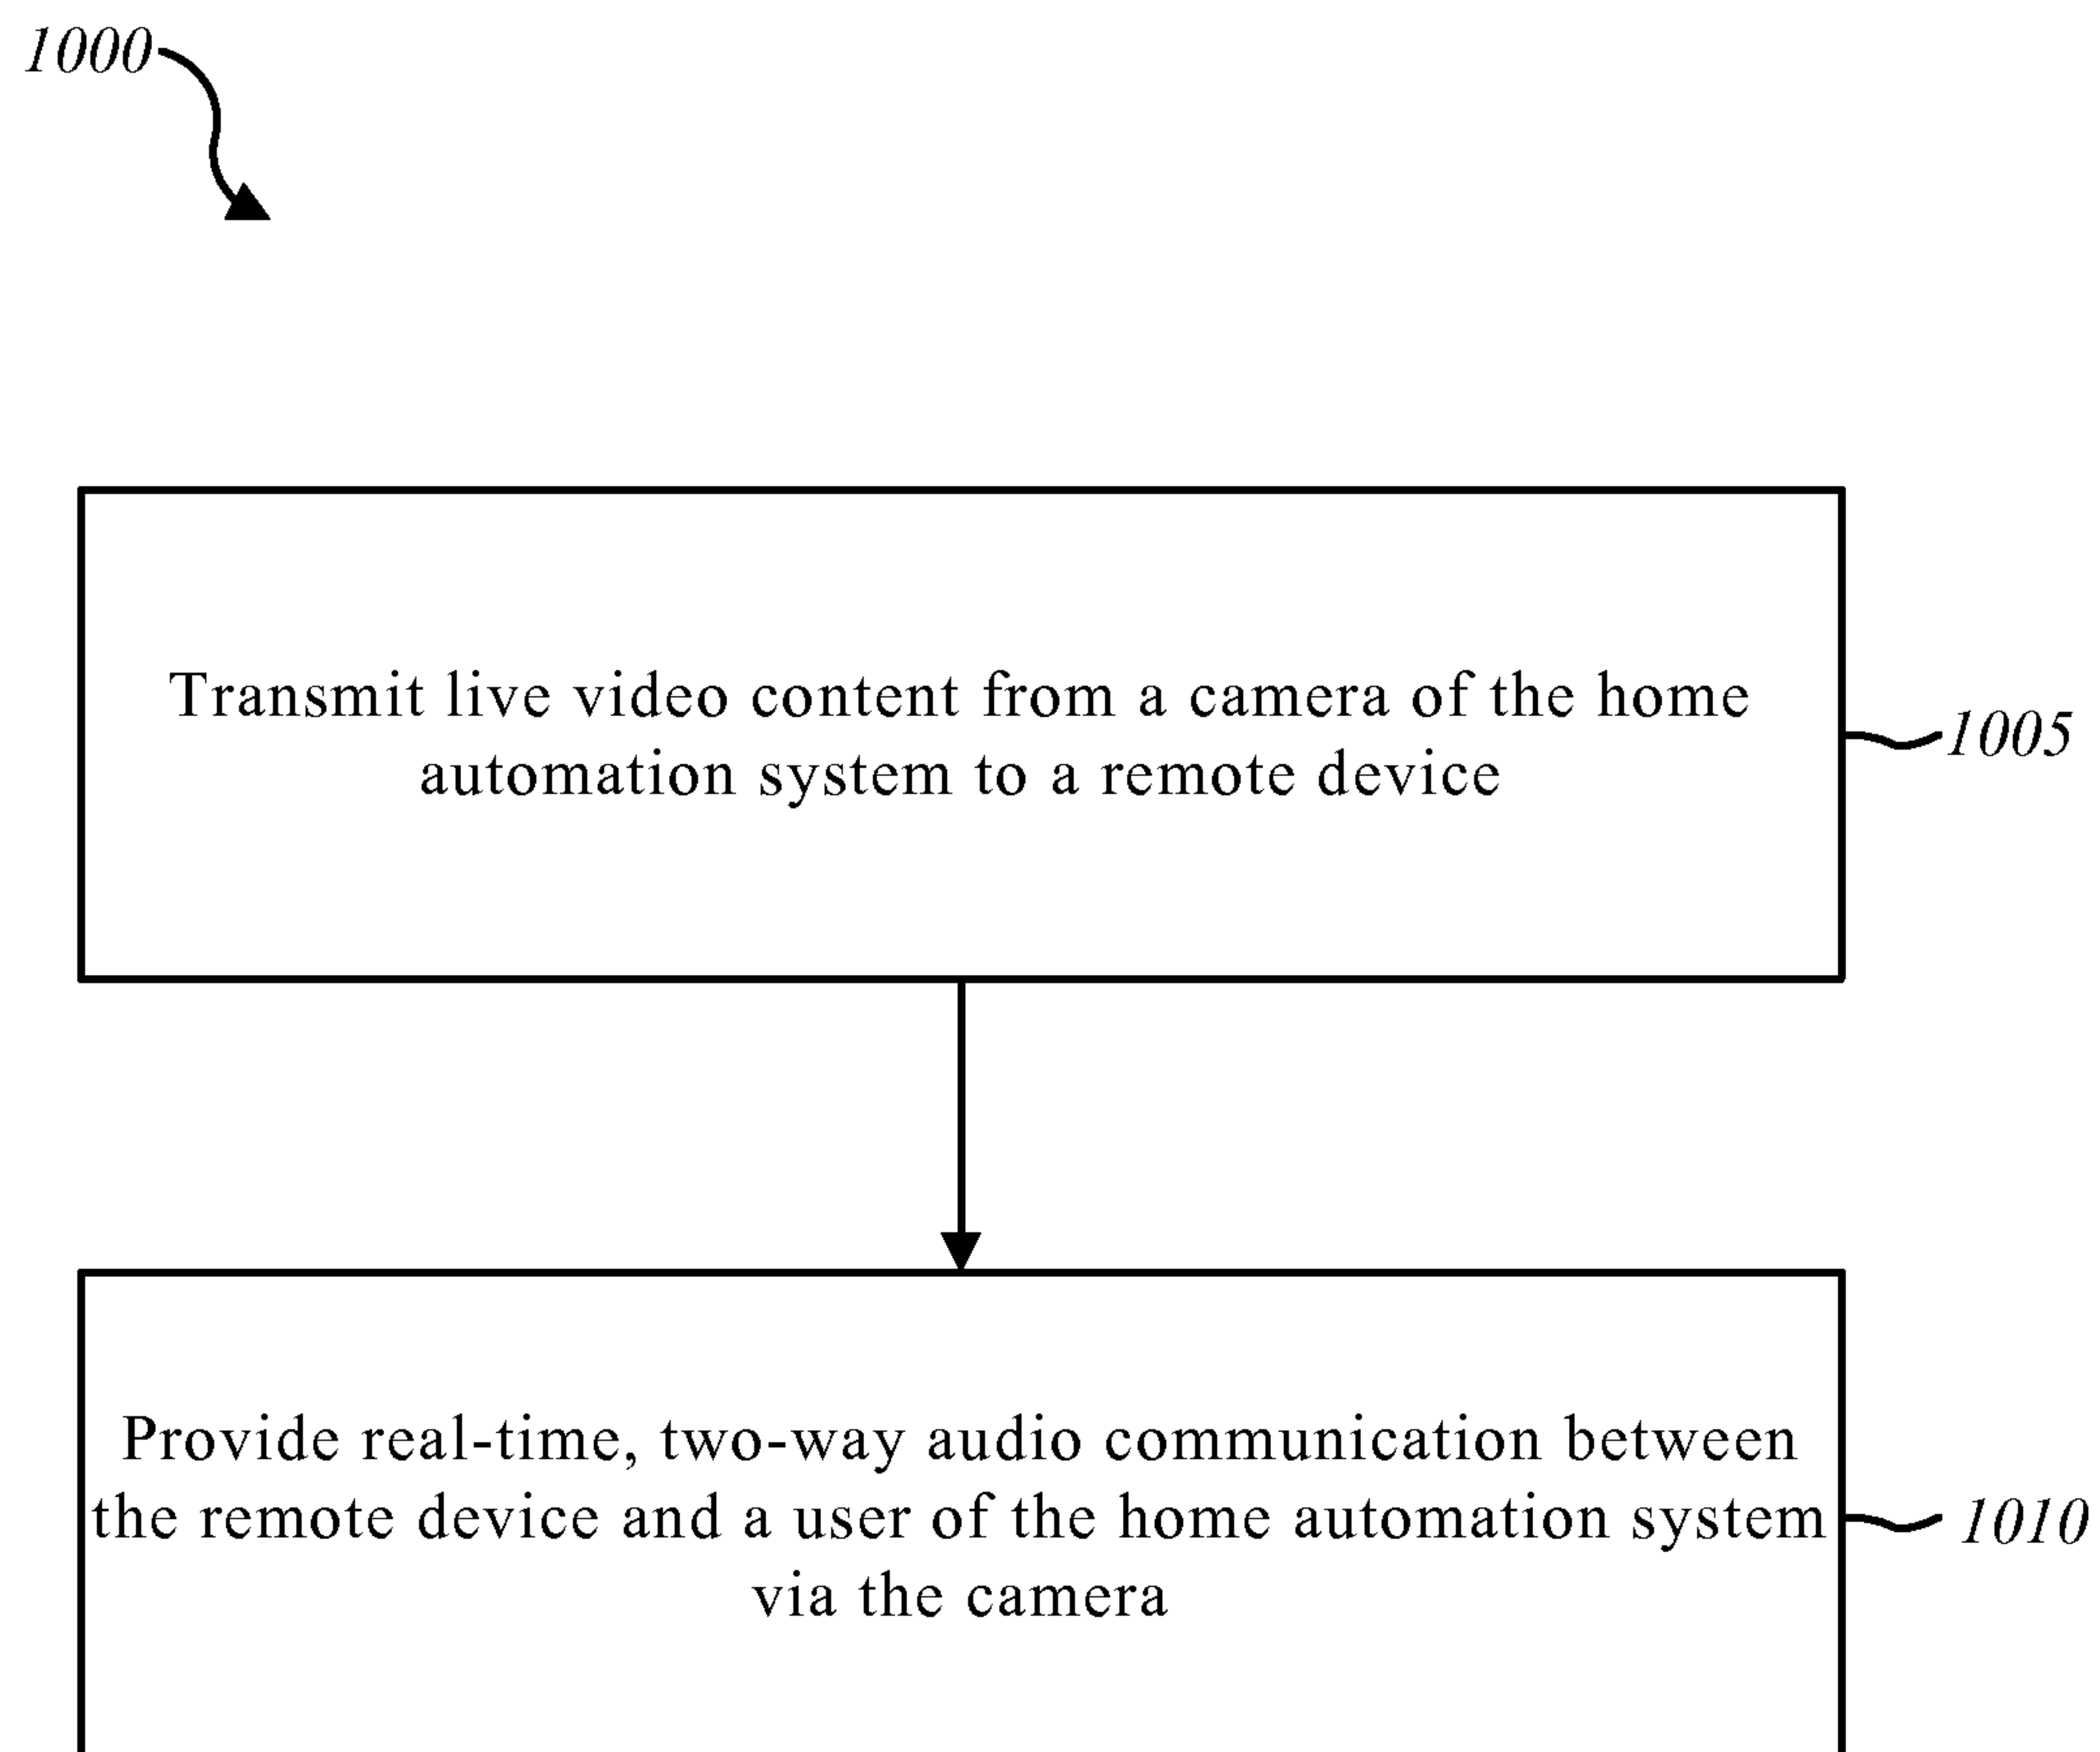 1000
Transmit live video content from a camera of the home
automation system to a remote device
1005
Provide real-time, two-way audio communication between
the remote device and a user of the home automation system
via the camera
1010